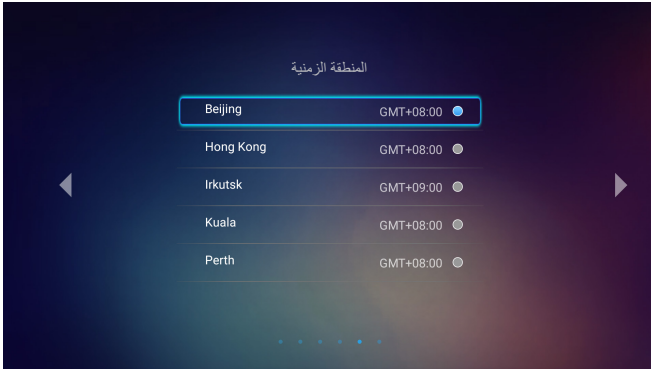 المنطقة الزمنية
Beijing GMT+08:00
Hong Kong GMT+08:00
Irkutsk GMT+09:00
Kuala GMT+08:00
Perth GMT+08:00